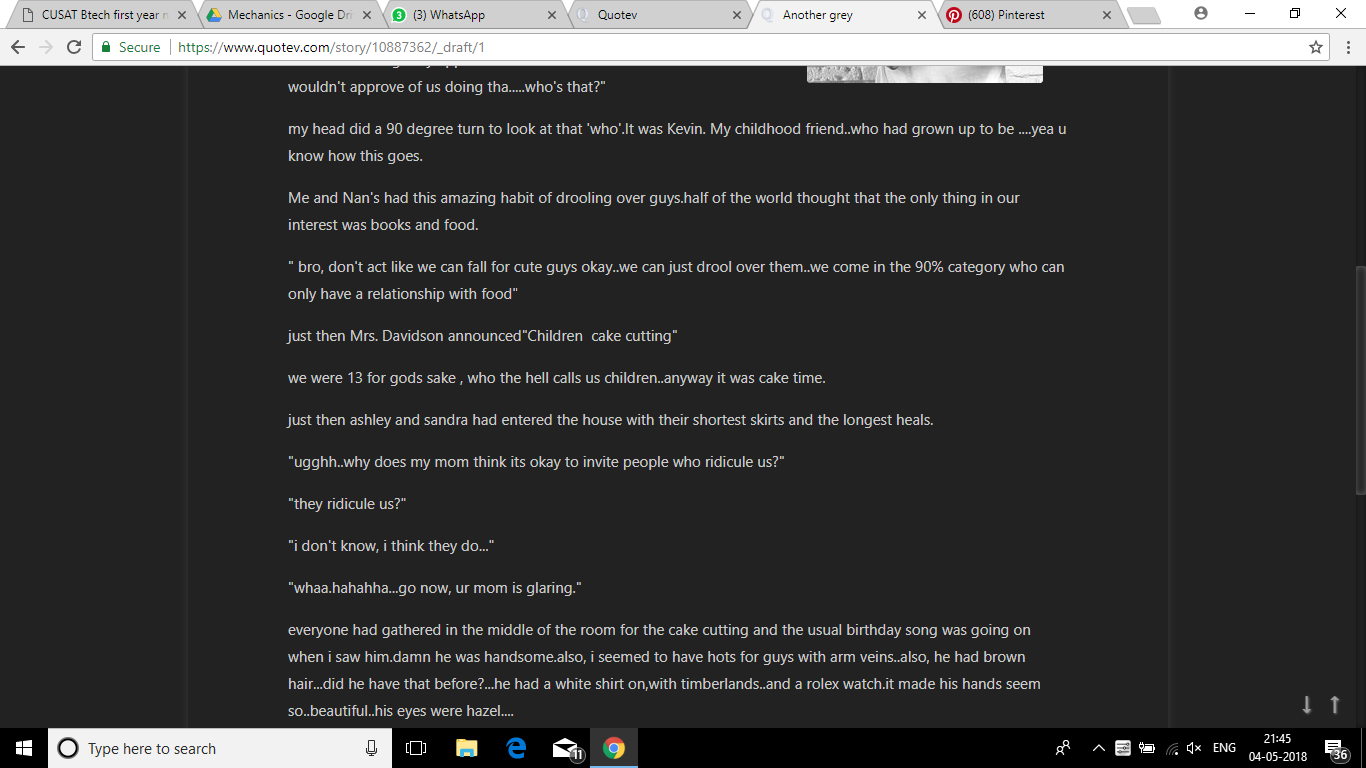 CUSAT Btech first year n
Mechanics - Google Dri
(3) WhatsApp
Quotev
Another grey
(608) Pinterest
Secure
https://www.quotev.com/story/10887362/_draft/1
wouldn't approve of us doing tha.....who's that?"
my head did a 90 degree turn to look at that 'who'.It was Kevin. My childhood friend..who had grown up to be ....yea u
know how this goes.
Me and Nan's had this amazing habit of drooling over guys.half of the world thought that the only thing in our
interest was books and food.
" bro, don't act like we can fall for cute guys okay..we can just drool over them..we come in the 90% category who can
only have a relationship with food"
just then Mrs. Davidson announced"Children  cake cutting"
we were 13 for gods sake , who the hell calls us children..anyway it was cake time.
just then ashley and sandra had entered the house with their shortest skirts and the longest heals.
"ugghh..why does my mom think its okay to invite people who ridicule us?"
"they ridicule us?"
"i don't know, i think they do..."
"whaa.hahahha...go now, ur mom is glaring."
everyone had gathered in the middle of the room for the cake cutting and the usual birthday song was going on
when i saw him.damn he was handsome.also, i seemed to have hots for guys with arm veins..also, he had brown
hair...did he have that before?...he had a white shirt on,with timberlands..and a rolex watch.it made his hands seem
so..beautiful..his eyes were hazel....
Type here to search
11
ENG
21:45
04-05-2018
36